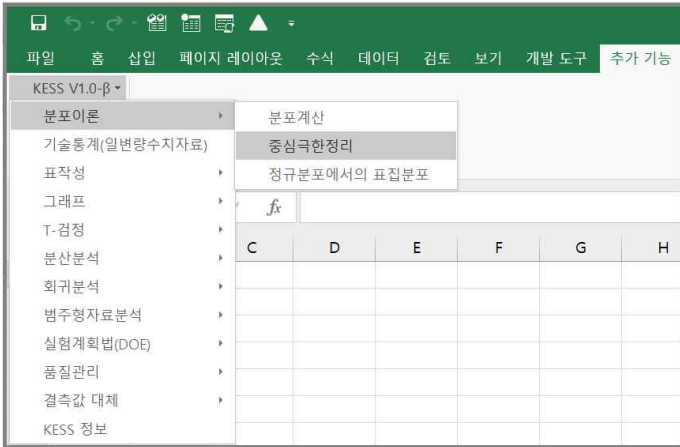 파일 홈 삽입 페이지 레이아웃 수식 데이터 검토 보기 개발 도구 추가 기능
KESS V1.0-β
분포이론
기술통계(일변량수치자료)
표작성
그래프
T-검정
분산분석
회귀분석
범주형자료분석
실험계획법(DOE)
품질관리
결측값 대체
KESS 정보
분포계산
중심극한정리
정규분포에서의 표집분포
fx
C D E F G H